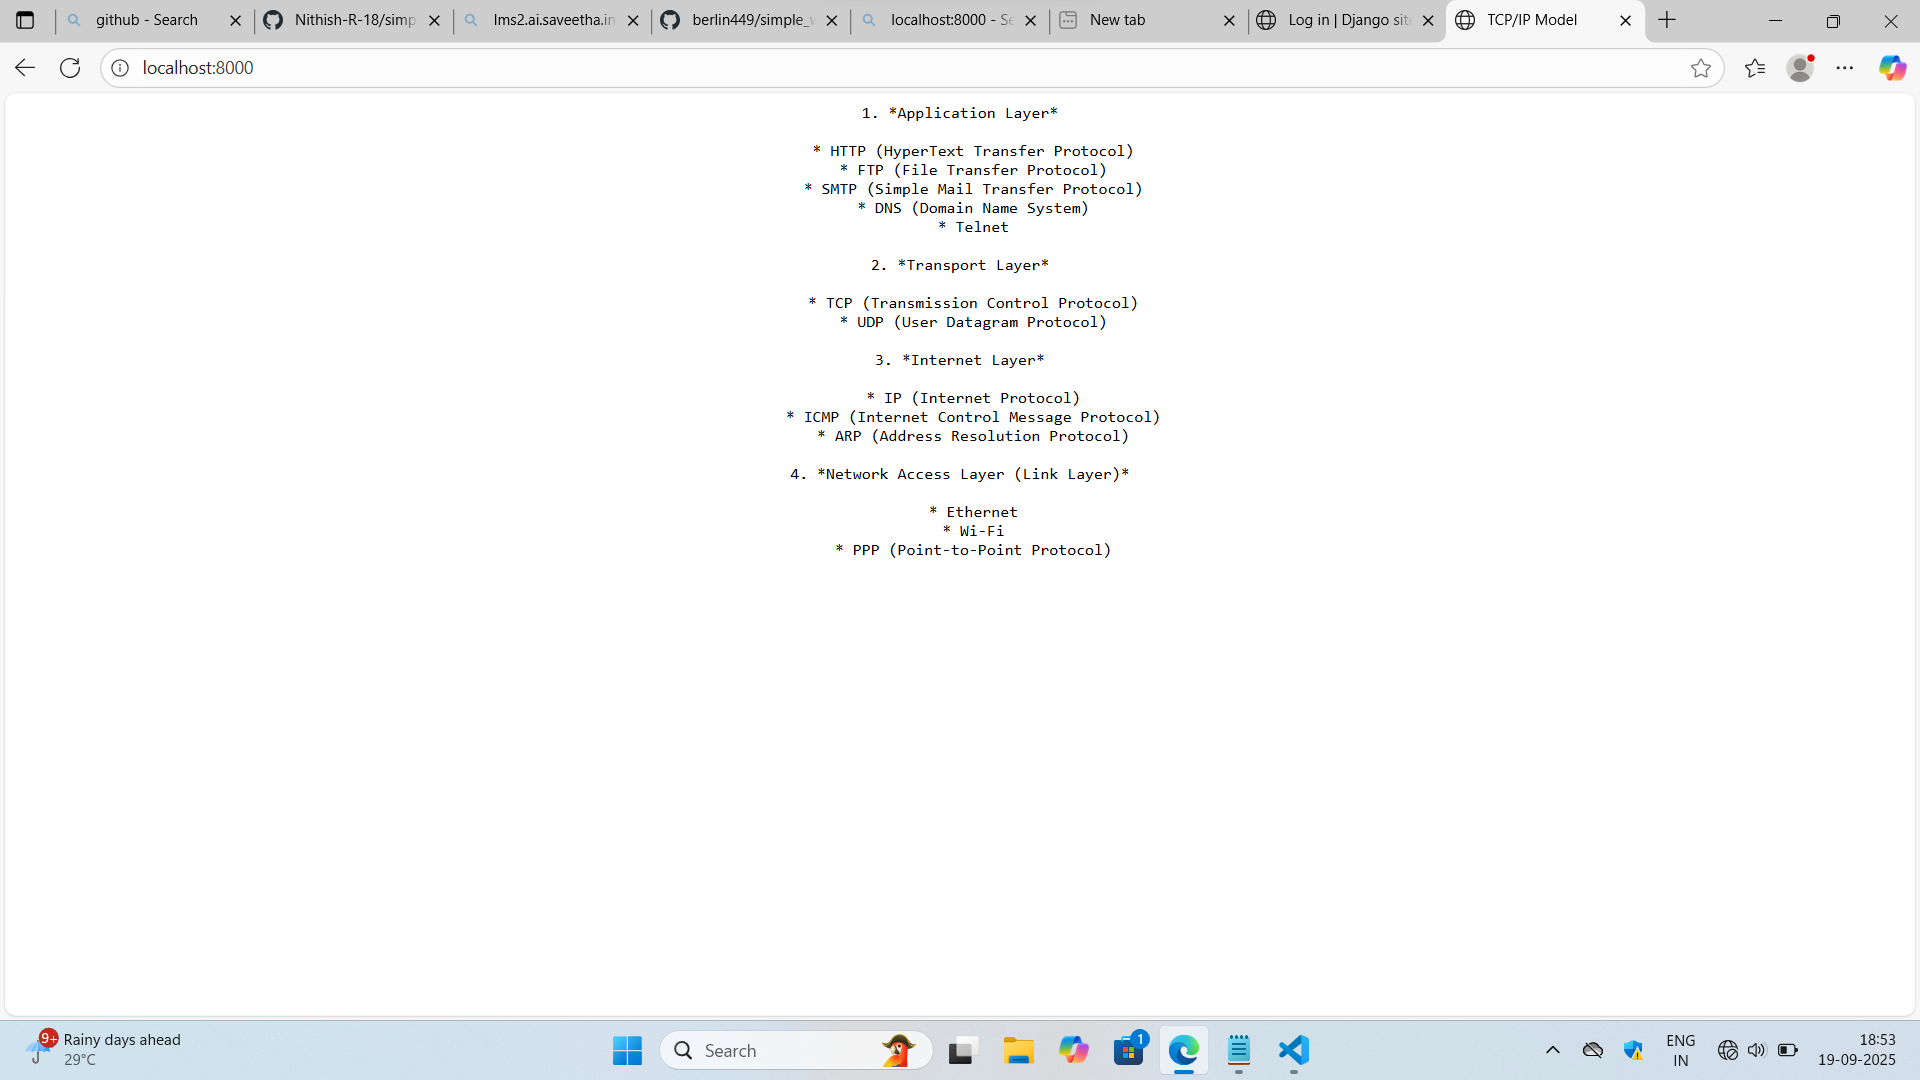 github - Search
Nithish-R-18/simp
lms2.ai.saveetha.in
berlin449/simple_w
localhost:8000 - Se
New tab
Log in | Django site
TCP/IP Model
localhost:8000
1. *Application Layer*
* HTTP (HyperText Transfer Protocol)
* FTP (File Transfer Protocol)
* SMTP (Simple Mail Transfer Protocol)
* DNS (Domain Name System)
* Telnet
2. *Transport Layer*
* TCP (Transmission Control Protocol)
* UDP (User Datagram Protocol)
3. *Internet Layer*
* IP (Internet Protocol)
* ICMP (Internet Control Message Protocol)
* ARP (Address Resolution Protocol)
4. *Network Access Layer (Link Layer)*
* Ethernet
* Wi-Fi
* PPP (Point-to-Point Protocol)
9+
Rainy days ahead
29°C
Search
1
ENG
IN
18:53
19-09-2025